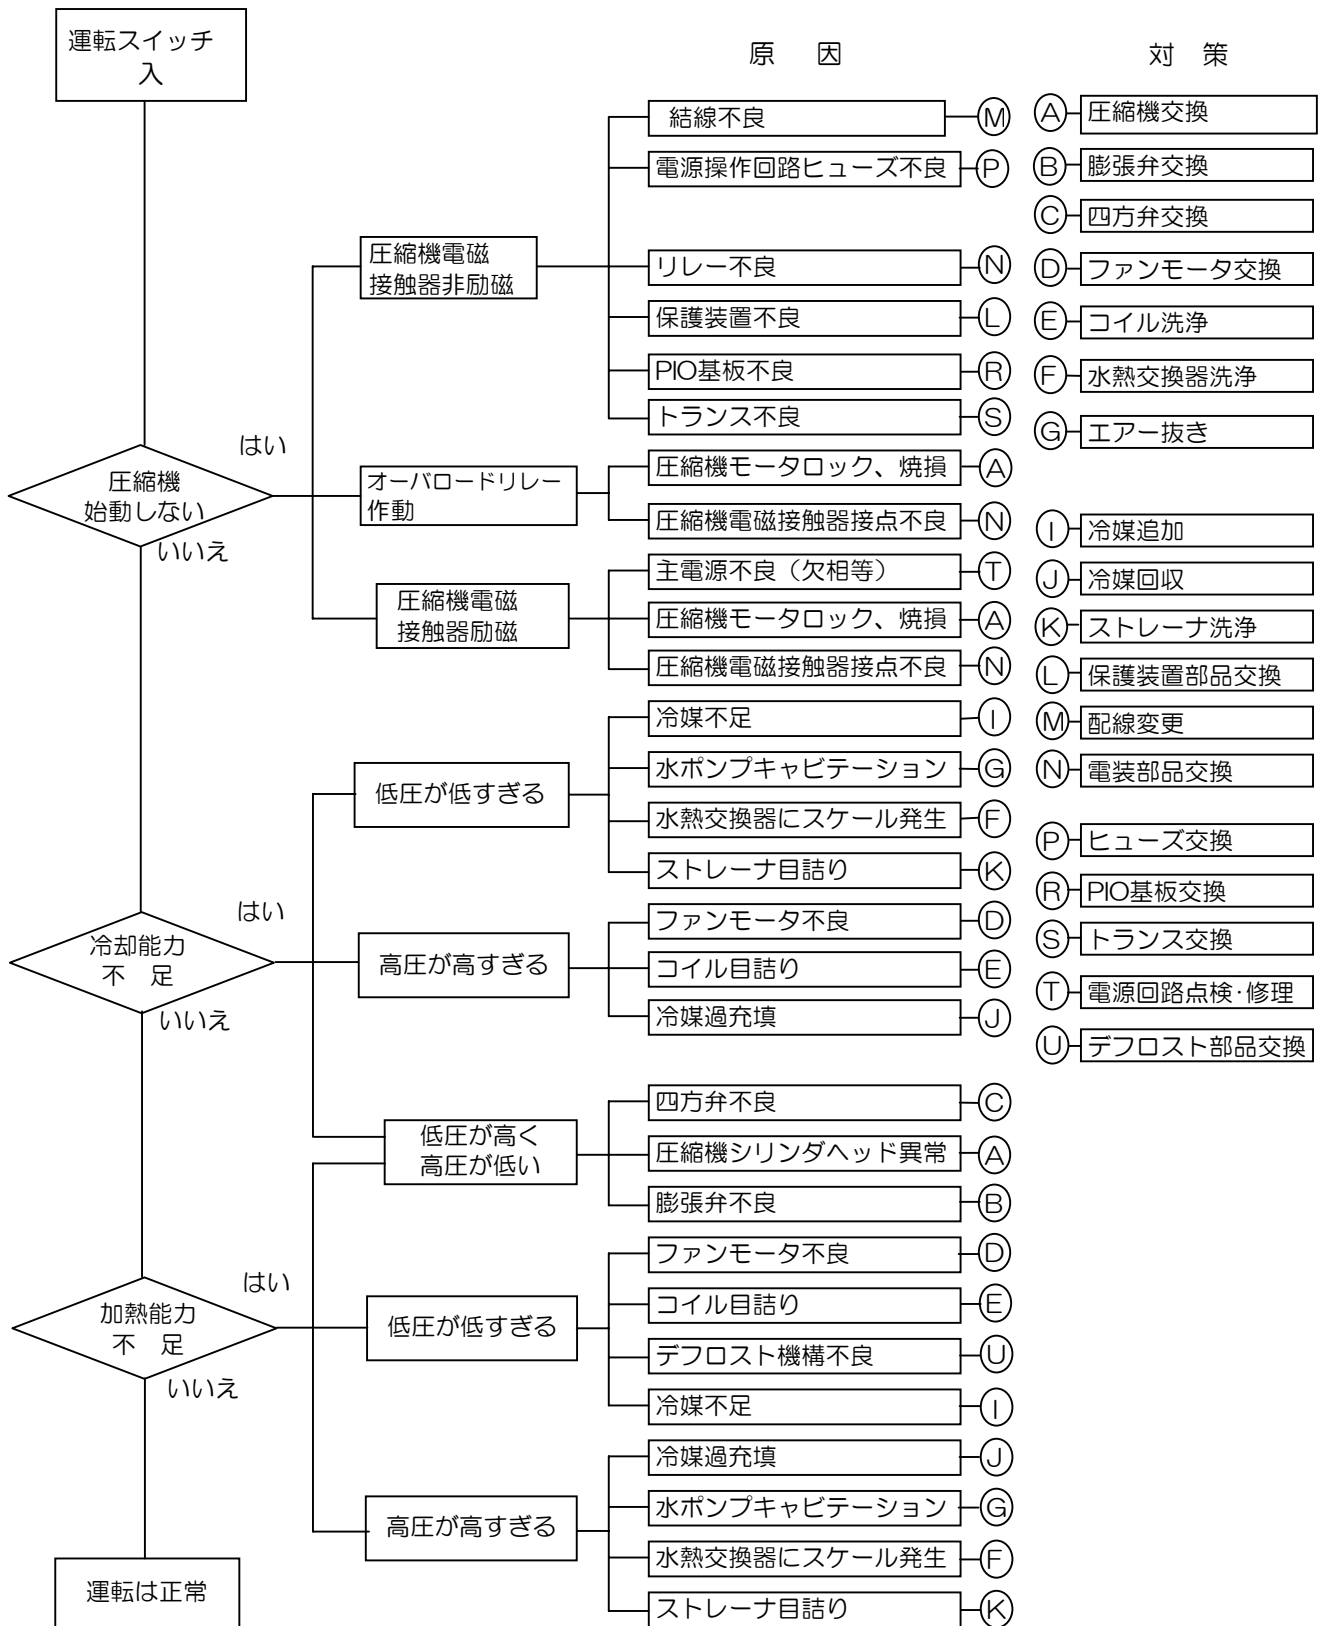 運転スイッチ
入
原 因
対 策
結線不良
M
電源操作回路ヒューズ不良
P
圧縮機電磁
接触器非励磁
リレー不良
N
保護装置不良
L
PIO基板不良
R
トランス不良
S
圧縮機
始動しない
はい
いいえ
オーバロードリレー
作動
圧縮機モータロック、焼損
A
圧縮機電磁接触器接点不良
N
圧縮機電磁
接触器励磁
主電源不良（欠相等）
T
圧縮機モータロック、焼損
A
圧縮機電磁接触器接点不良
N
冷却能力
不 足
はい
いいえ
低圧が低すぎる
冷媒不足
I
水ポンプキャビテーション
G
水熱交換器にスケール発生
F
ストレーナ目詰り
K
高圧が高すぎる
ファンモータ不良
D
コイル目詰り
E
冷媒過充填
J
低圧が高く
高圧が低い
四方弁不良
C
圧縮機シリンダヘッド異常
A
膨張弁不良
B
加熱能力
不 足
はい
いいえ
低圧が低すぎる
ファンモータ不良
D
コイル目詰り
E
デフロスト機構不良
U
冷媒不足
I
高圧が高すぎる
冷媒過充填
J
水ポンプキャビテーション
G
水熱交換器にスケール発生
F
ストレーナ目詰り
K
運転は正常
A 圧縮機交換
B 膨張弁交換
C 四方弁交換
D ファンモータ交換
E コイル洗浄
F 水熱交換器洗浄
G エアー抜き
I 冷媒追加
J 冷媒回収
K ストレーナ洗浄
L 保護装置部品交換
M 配線変更
N 電装部品交換
P ヒューズ交換
R PIO基板交換
S トランス交換
T 電源回路点検･修理
U デフロスト部品交換